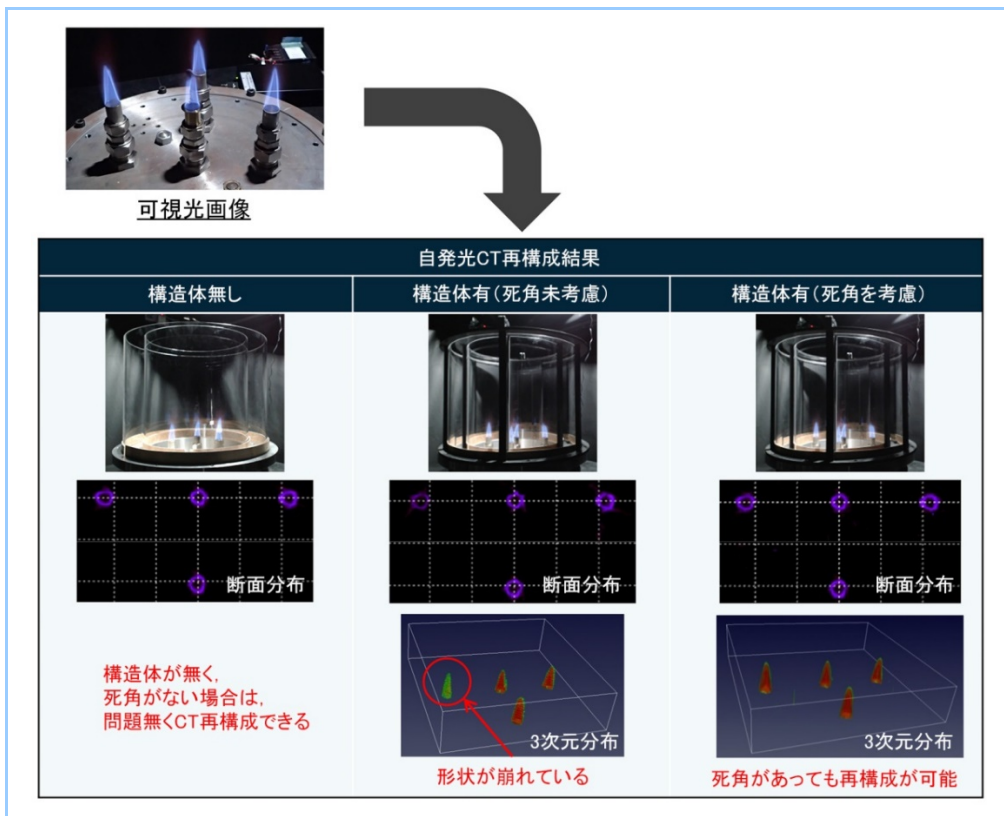 可視光画像
自発光CT再構成結果
構造体無し
構造体有(死角未考慮)
構造体有(死角を考慮)
断面分布
断面分布
断面分布
構造体が無く,
死角がない場合は,
問題無くCT再構成できる
3次元分布
形状が崩れている
3次元分布
死角があっても再構成が可能